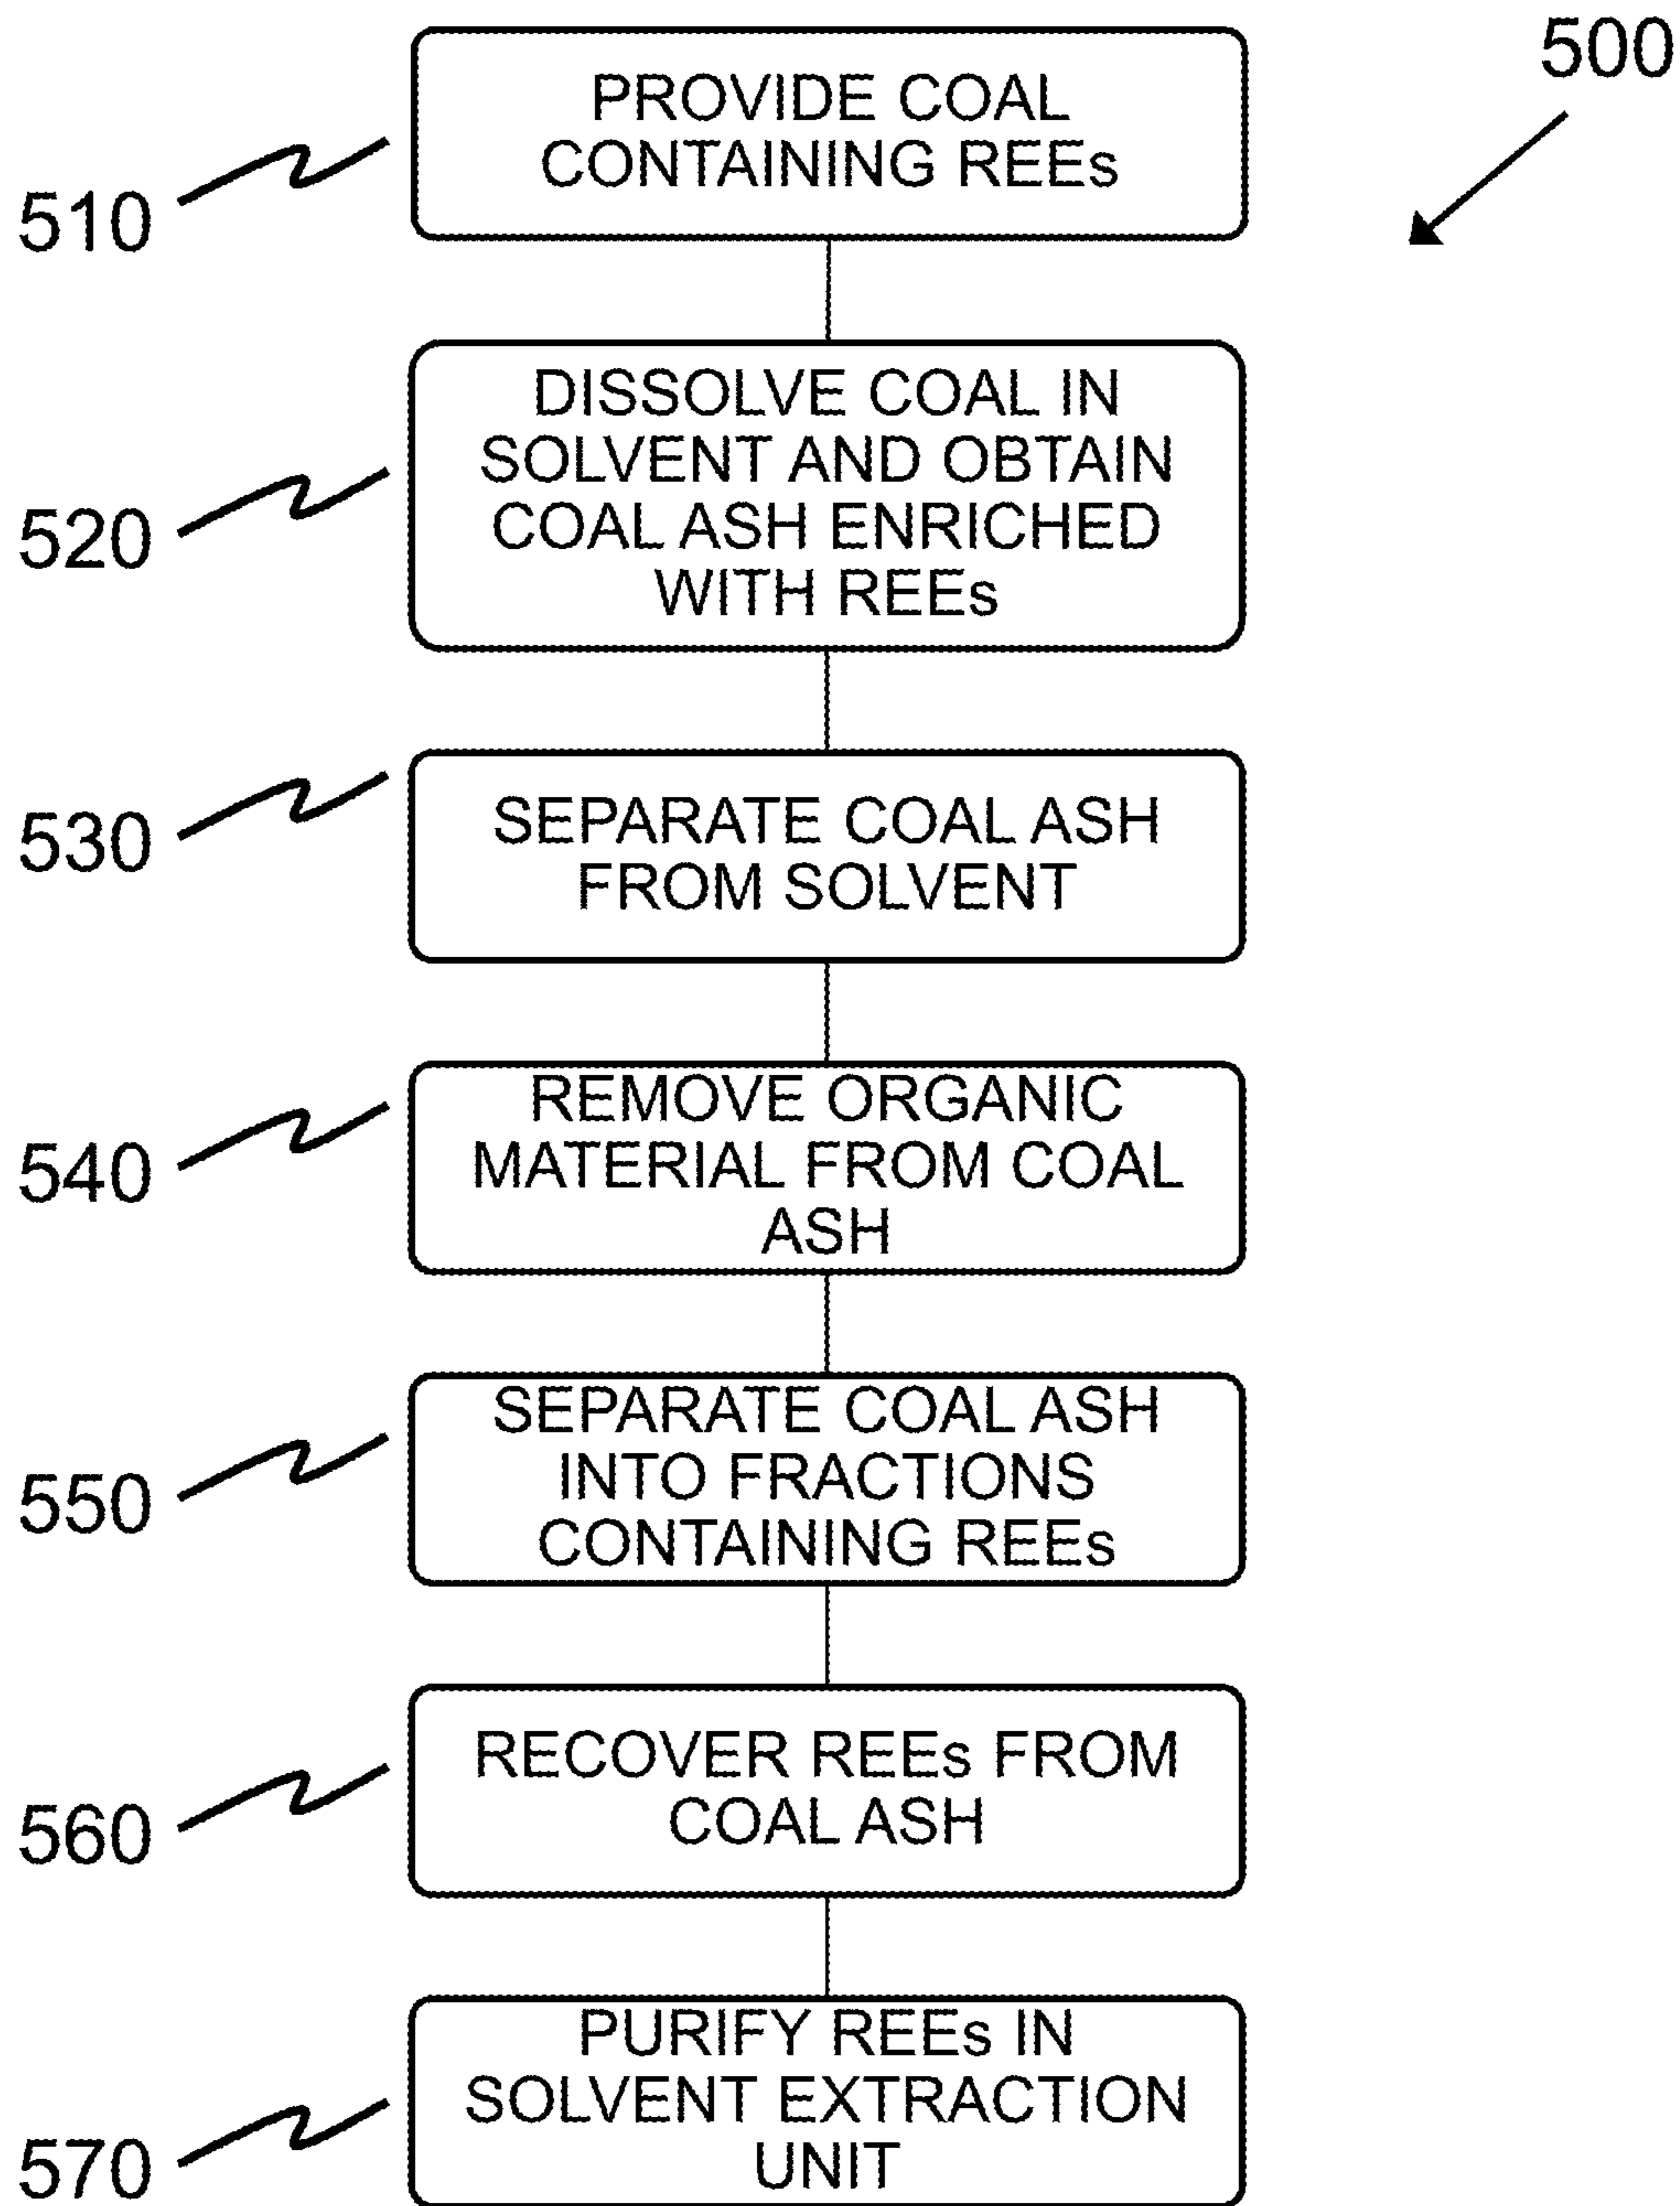 500
PROVIDE COAL
CONTAINING REEs
510
DISSOLVE COAL IN
SOLVENT AND OBTAIN
COAL ASH ENRICHED
WITH REEs
520
SEPARATE COAL ASH
FROM SOLVENT
530
REMOVE ORGANIC
MATERIAL FROM COAL
ASH
540
SEPARATE COAL ASH
INTO FRACTIONS
CONTAINING REEs
550
RECOVER REEs FROM
COAL ASH
560
PURIFY REEs IN
SOLVENT EXTRACTION
UNIT
570